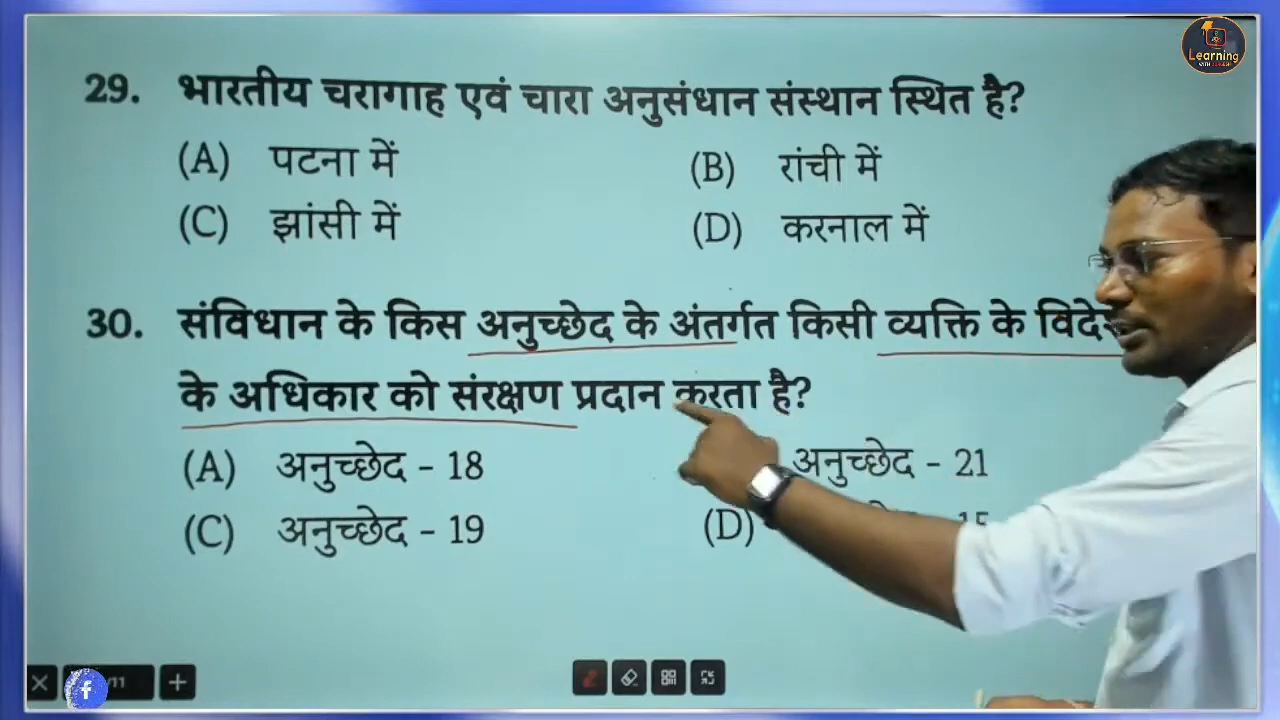 Learning
29. भारतीय चरागाह एवं चारा अनुसंधान संस्थान स्थित है?
(A) पटना में (B) रांची में
(C) झांसी में (D) करनाल में
30. संविधान के किस अनुच्छेद के अंतर्गत किसी व्यक्ति के
के अधिकार को संरक्षण प्रदान करता है?
(A) अनुच्छेद - 18 अनुच्छेद - 21
(C) अनुच्छेद - 19 (D)
/11